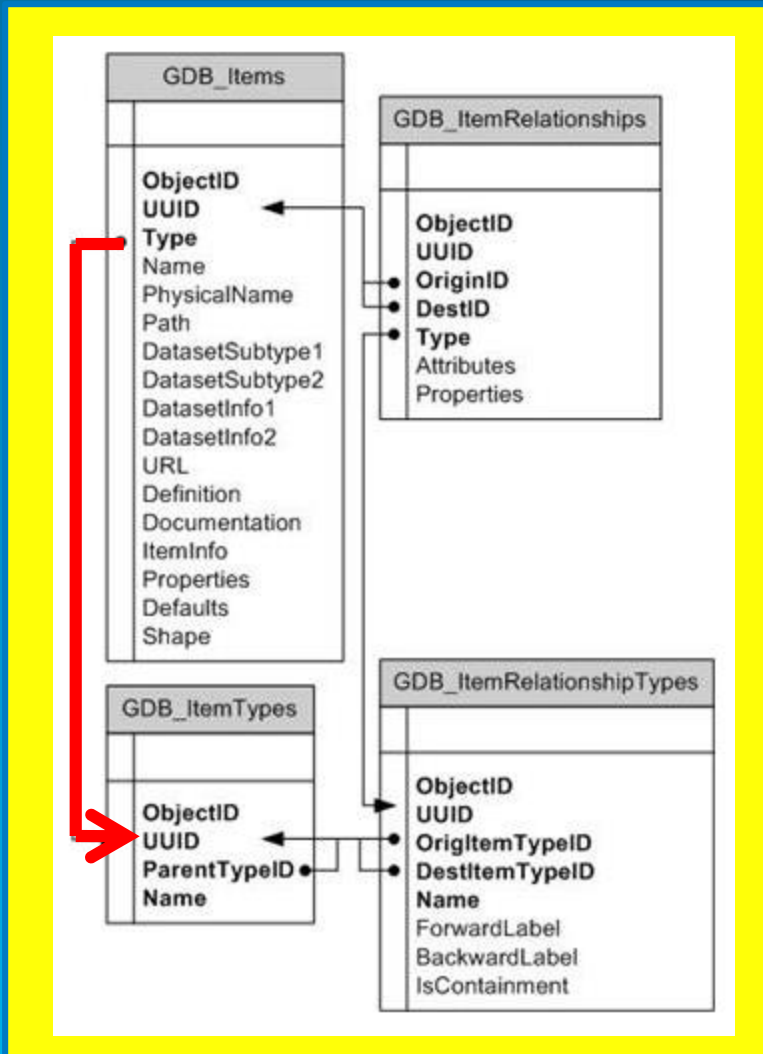 GDB_Items
ObjectID
UUID
Type
Name
PhysicalName
Path
DatasetSubtype1
DatasetSubtype2
DatasetInfo1
DatasetInfo2
URL
Definition
Documentation
ItemInfo
Properties
Defaults
Shape
GDB_ItemRelationships
ObjectID
UUID
OriginID
DestID
Type
Attributes
Properties
GDB_ItemTypes
ObjectID
UUID
ParentTypeID
Name
GDB_ItemRelationshipTypes
ObjectID
UUID
OrigItemTypeID
DestItemTypeID
Name
ForwardLabel
BackwardLabel
IsContainment